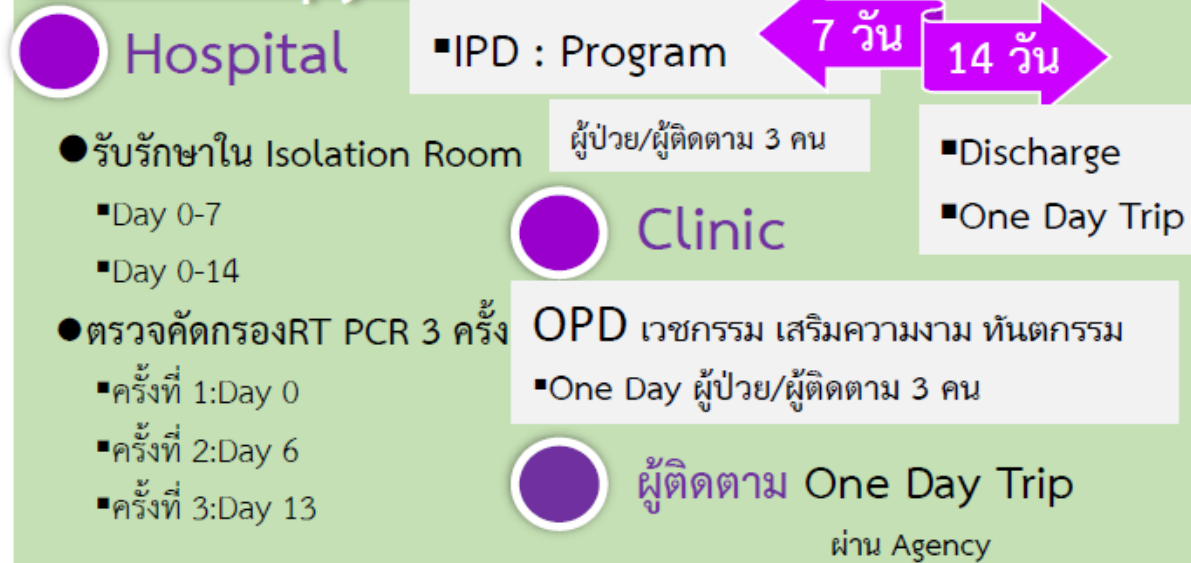 Hospital
▪IPD : Program
7 วัน
14 วัน
ผู้ป่วย/ผู้ติดตาม 3 คน
●รับรักษาใน Isolation Room
▪Day 0-7
▪Day 0-14
●ตรวจคัดกรองRT PCR 3 ครั้ง
▪ครั้งที่ 1:Day 0
▪ครั้งที่ 2:Day 6
▪ครั้งที่ 3:Day 13
▪Discharge
▪One Day Trip
Clinic
OPD เวชกรรม เสริมความงาม ทันตกรรม
▪One Day ผู้ป่วย/ผู้ติดตาม 3 คน
ผู้ติดตาม One Day Trip
ผ่าน Agency